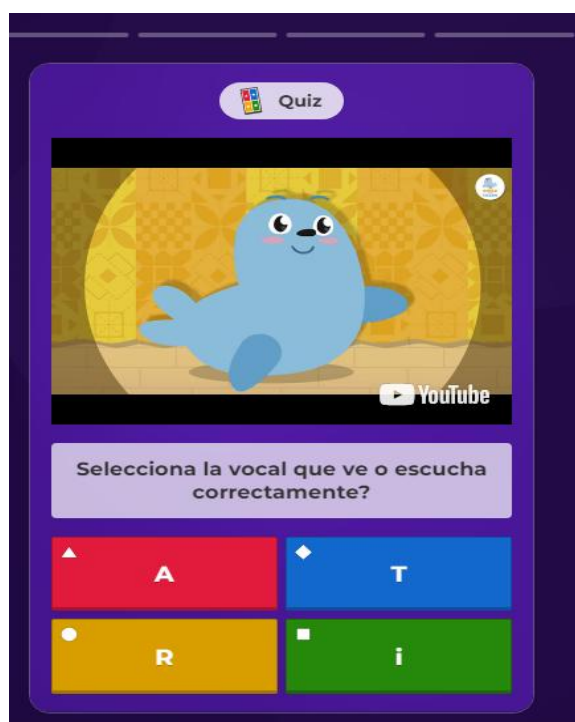 Quiz
YouTube
Selecciona la vocal que ve o escucha
correctamente?
A
T
R
i